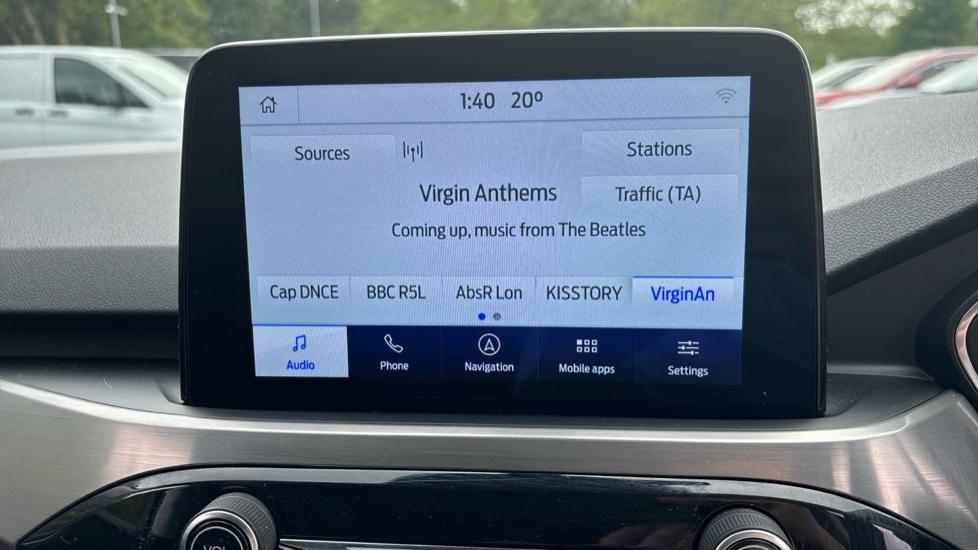 1:40 20º
Sources
Stations
Virgin Anthems
Traffic (TA)
Coming up, music from The Beatles
Cap DNCE BBC R5L AbsR Lon KISSTORY VirginAn
Audio Phone Navigation Mobile apps Settings
VOL